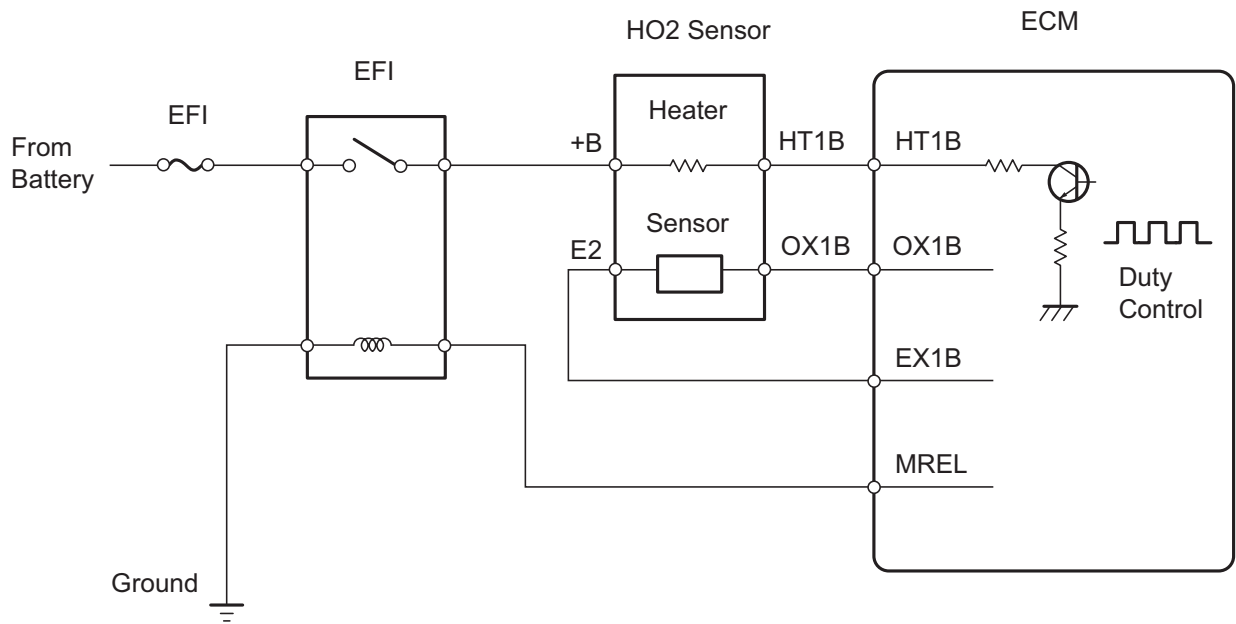 ECM
HO2 Sensor
EFI
EFI
From
Battery
Heater
+B
HT1B
HT1B
Sensor
E2
OX1B
OX1B
Duty
Control
EX1B
MREL
Ground